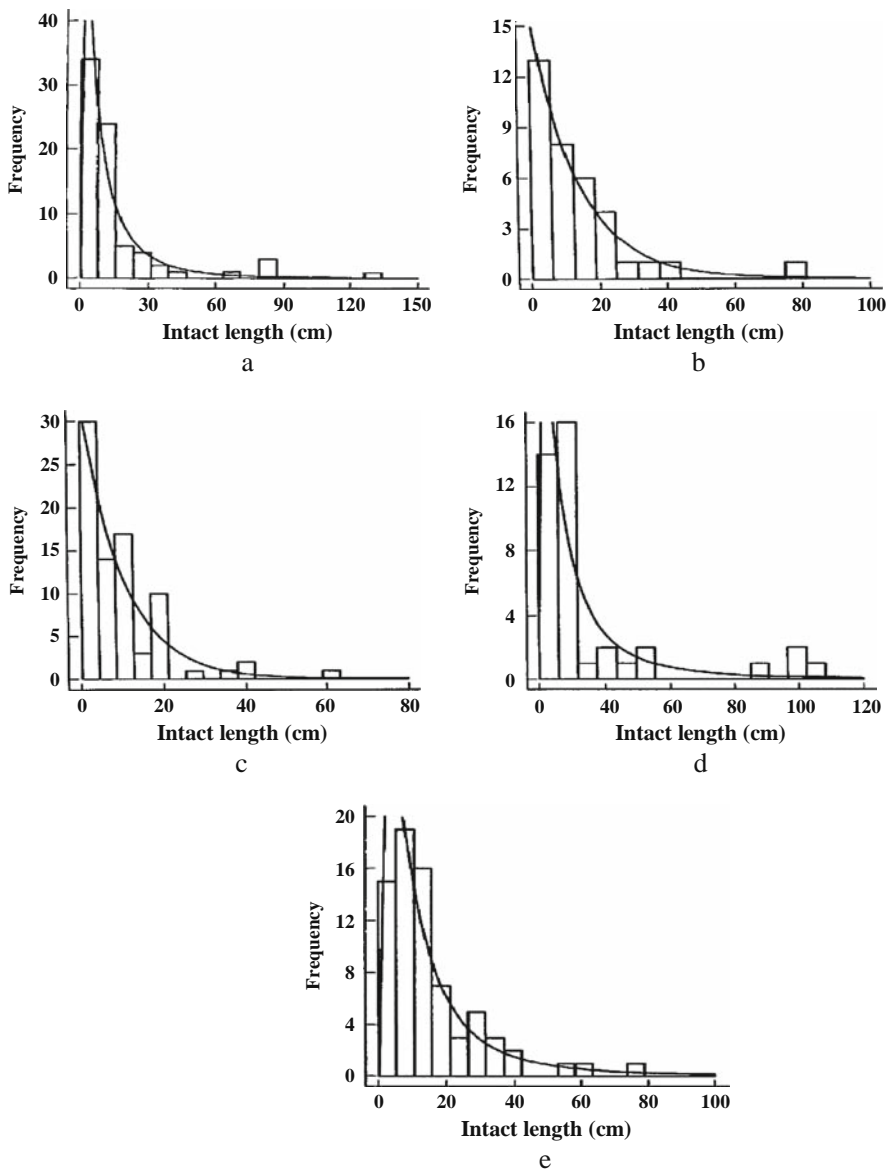 40
30
20
10
0
Frequency
0 30 60 90 120 150
Intact length (cm)
a
15
12
9
6
3
0
Frequency
0 20 40 60 80 100
Intact length (cm)
b
30
25
20
15
10
5
0
Frequency
0 20 40 60 80
Intact length (cm)
c
16
12
8
4
0
Frequency
0 20 40 60 80 100 120
Intact length (cm)
d
20
16
12
8
4
0
Frequency
0 20 40 60 80 100
Intact length (cm)
e